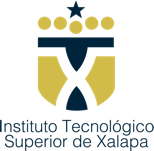 Instituto Tecnológico
Superior de Xalapa